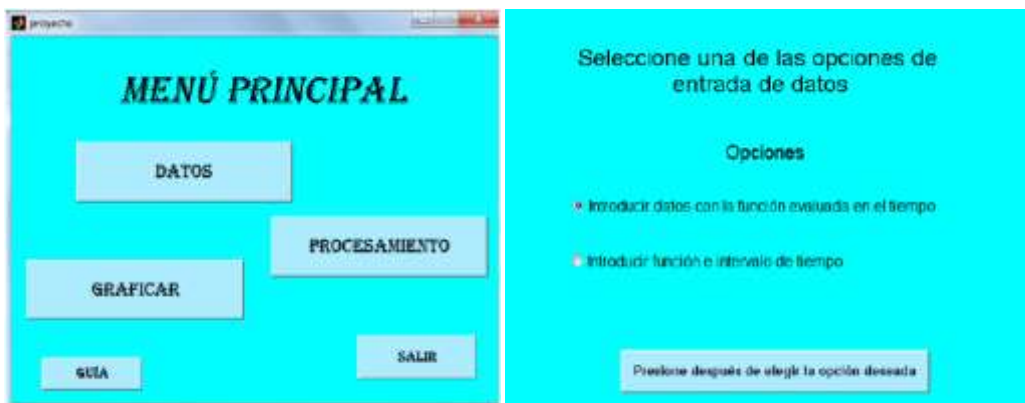 proyecto
MENÚ PRINCIPAL
DATOS
PROCESAMIENTO
GRAFICAR
SALIR
GUÍA
Seleccione una de las opciones de
entrada de datos
Opciones
Introducir datos con la función evaluada en el tiempo
Introducir función e intervalo de tiempo
Presione después de elegir la opción deseada